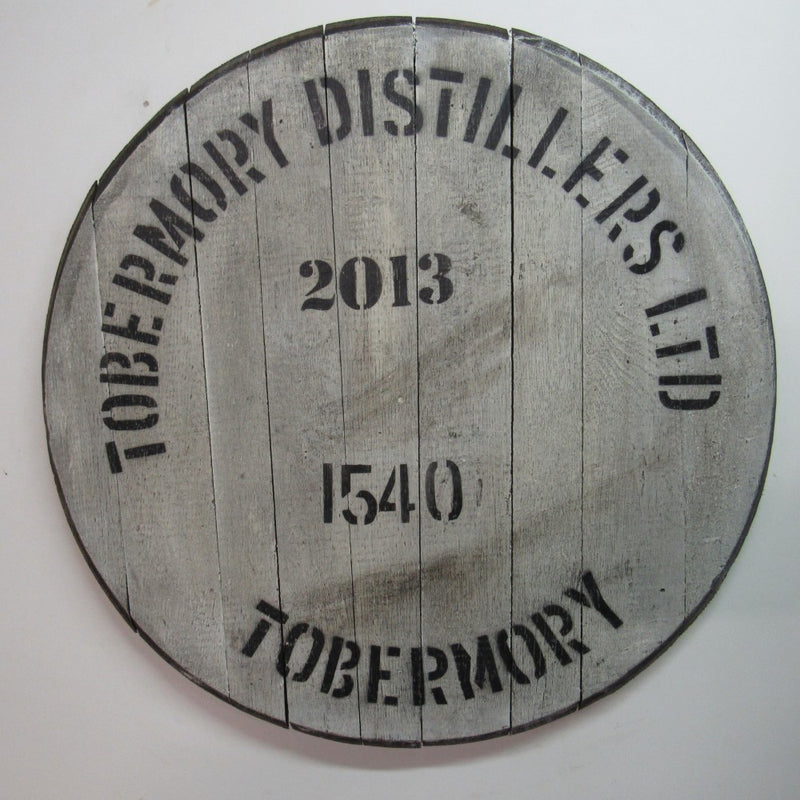 TOBERMORY DISTILLERS LTD
2013
1540
TOBERMORY